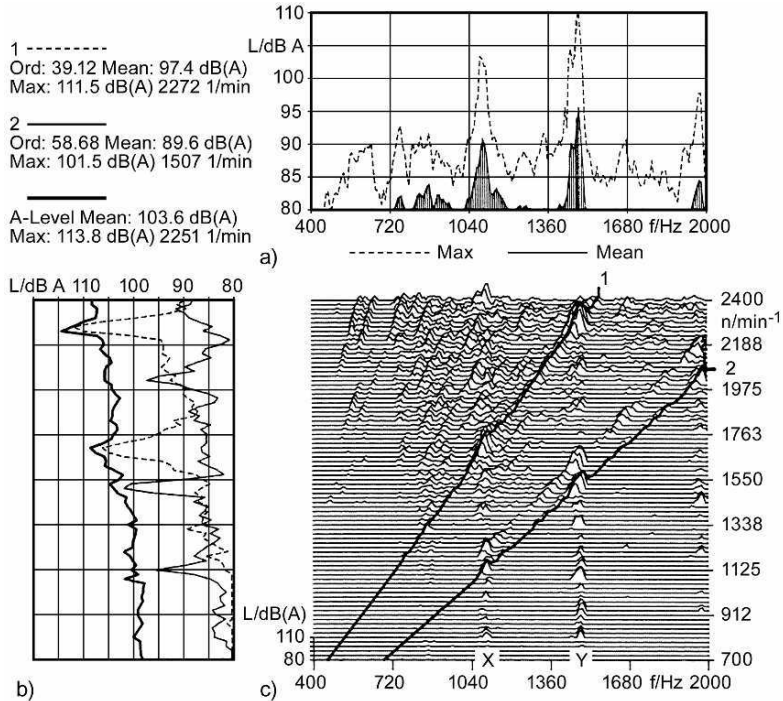 1
Ord: 39.12 Mean: 97.4 dB(A)
Max: 111.5 dB(A) 2272 1/min
2
Ord: 58.68 Mean: 89.6 dB(A)
Max: 101.5 dB(A) 1507 1/min
A-Level Mean: 103.6 dB(A)
Max: 113.8 dB(A) 2251 1/min
110
L/dB A
100
95
90
85
80
400 720 1040 1360 1680 f/Hz 2000
a) Max Mean
L/dB A 110 100 90 80
b)
1
2400
n/min-1
2188
2
1975
1763
1550
1338
1125
912
700
L/dB(A)
110
80
X Y
400 720 1040 1360 1680 f/Hz 2000
c)